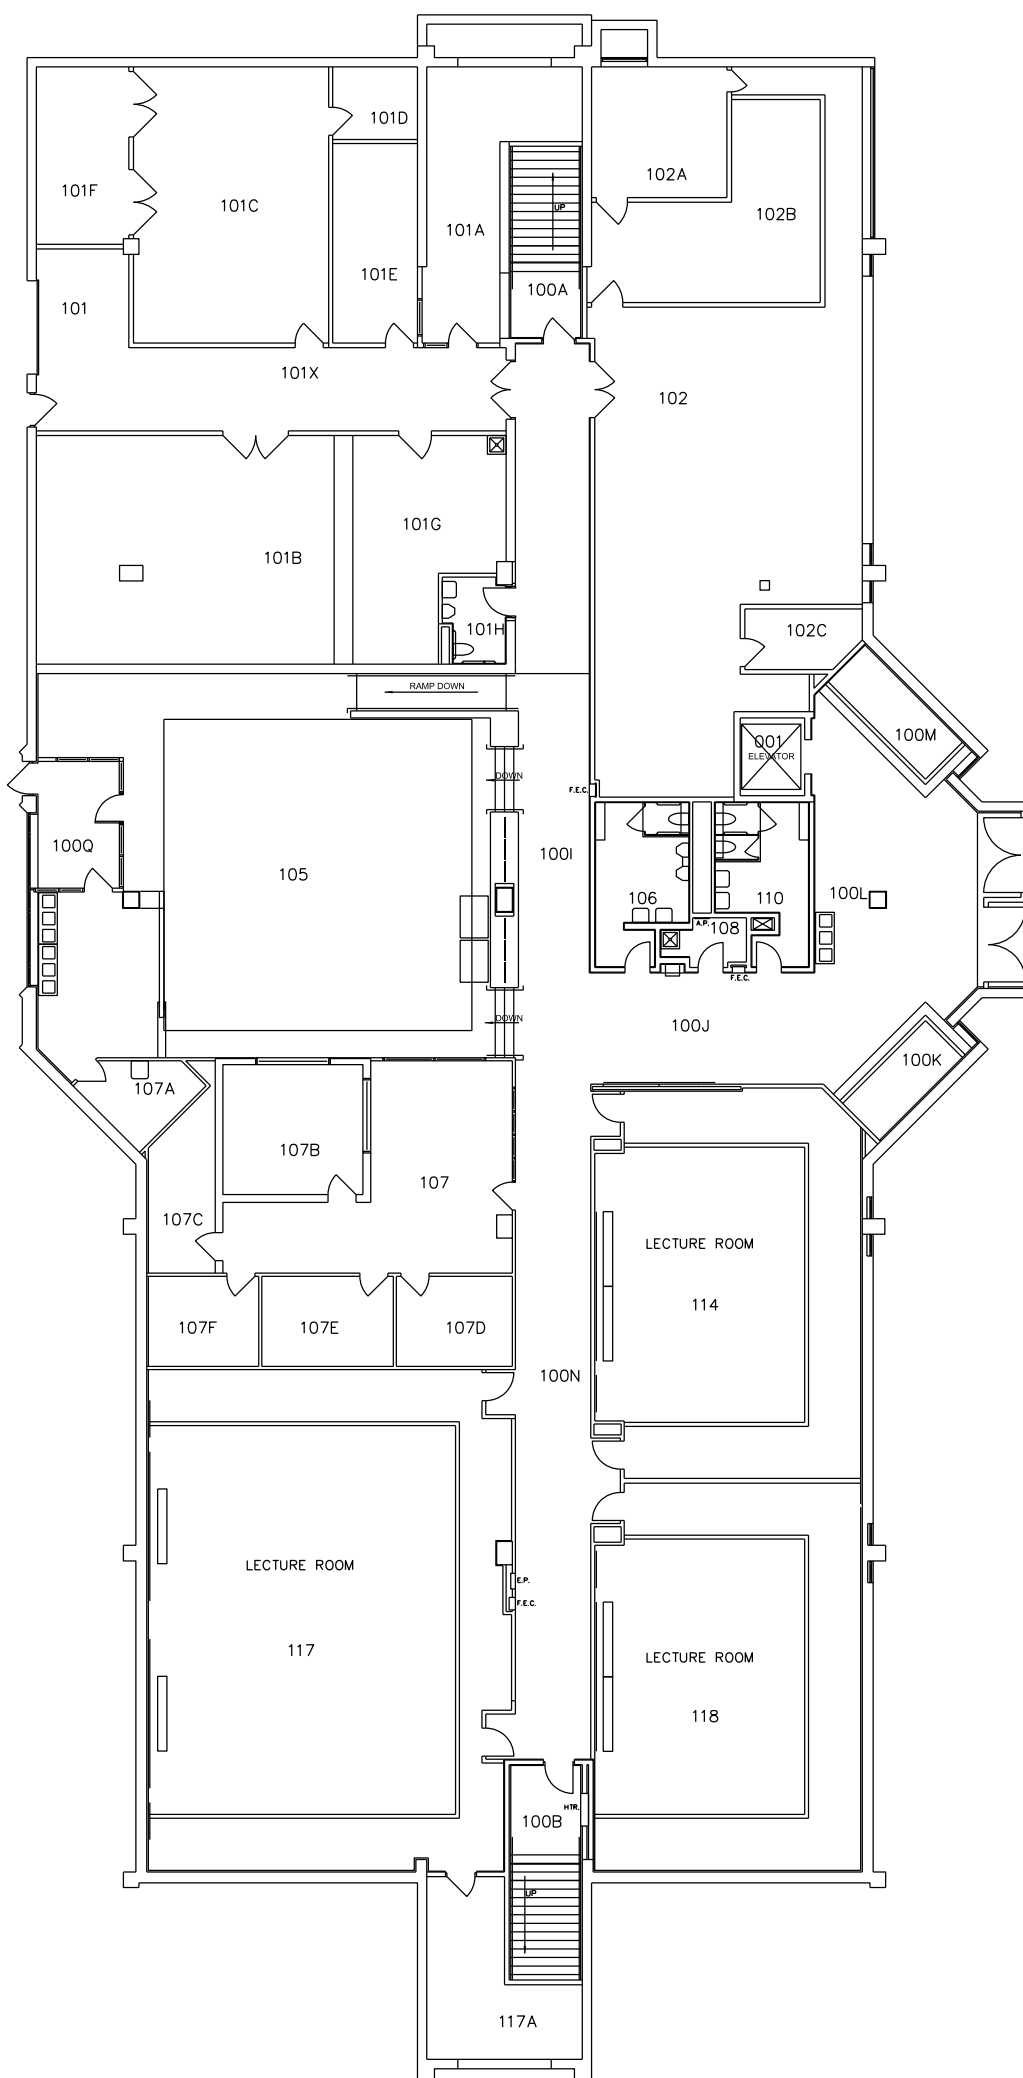 101D
102A
101F
101C
UP
102B
101A
101E
100A
101
101X
102
101G
101B
101H
102C
RAMP DOWN
100M
001
ELEVATOR
DOWN
F.E.C.
100Q
100I
105
106
110
100L
A.P.
108
F.E.C.
DOWN
100J
100K
107A
107B
107
107C
LECTURE ROOM
114
107F
107E
107D
100N
LECTURE ROOM
E.P.
F.E.C.
117
LECTURE ROOM
118
HTR.
100B
UP
117A